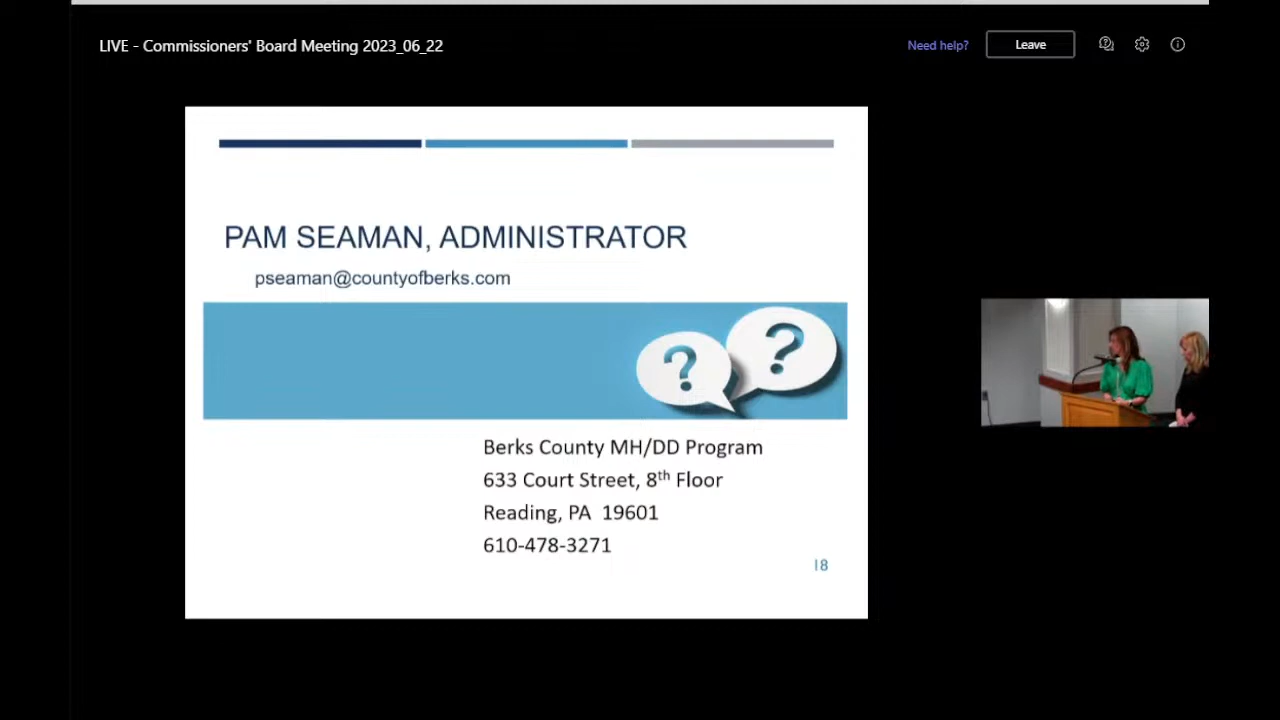 LIVE - Commissioners' Board Meeting 2023_06_22
Need help?
Leave
PAM SEAMAN, ADMINISTRATOR
pseaman@countyofberks.com
? ?
Berks County MH/DD Program
633 Court Street, 8th Floor
Reading, PA 19601
610-478-3271
18